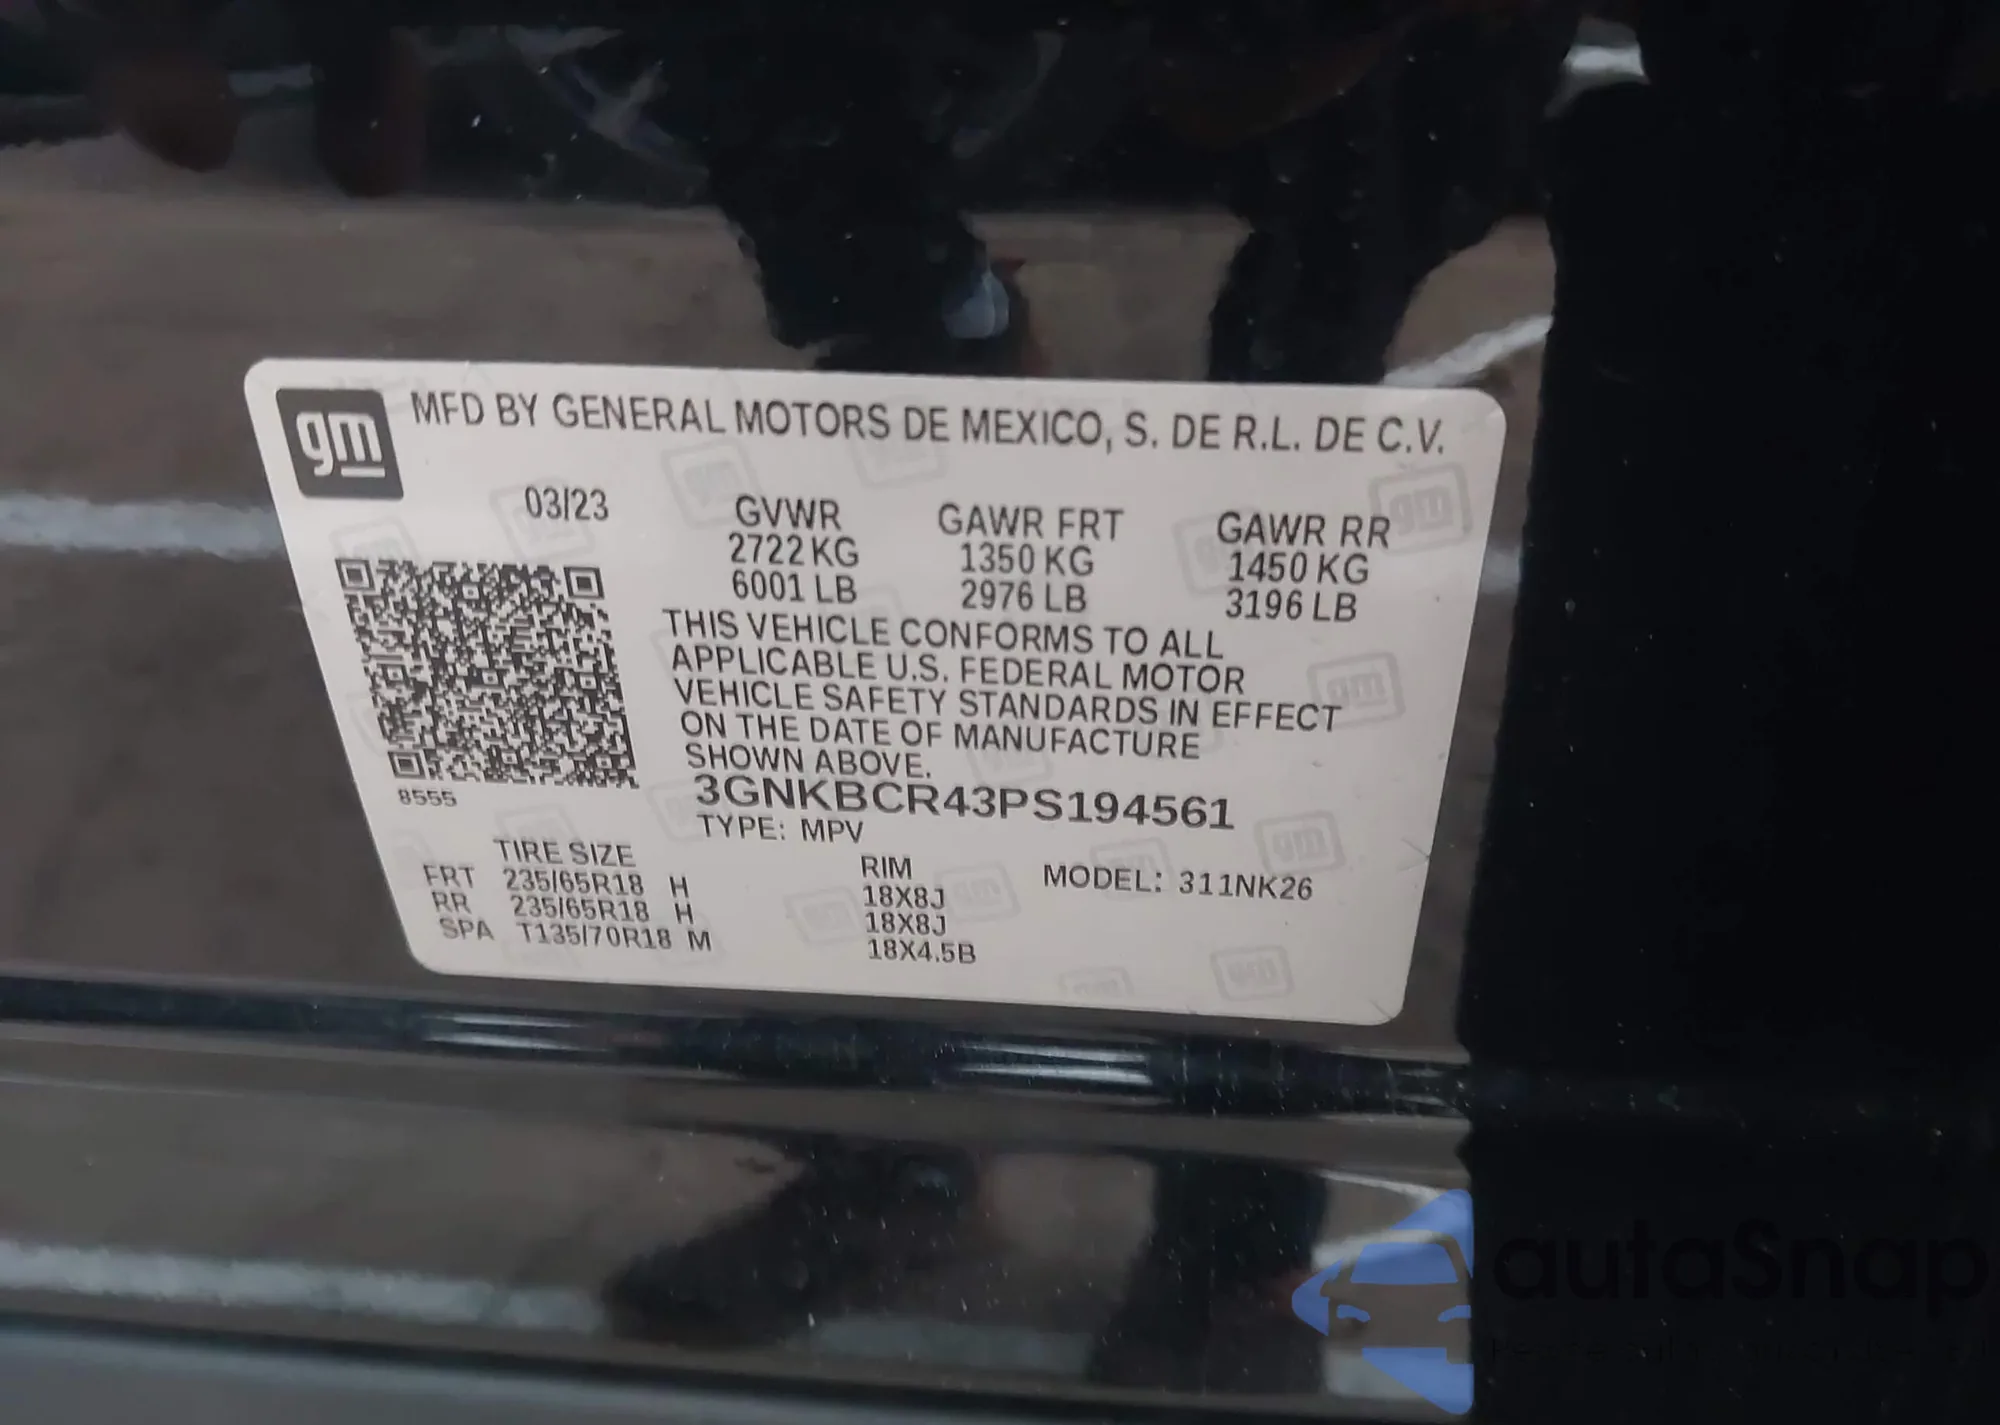 gm MFD BY GENERAL MOTORS DE MEXICO, S. DE R.L. DE C.V.
03/23 GVWR GAWR FRT GAWR RR
2722 KG 1350 KG 1450 KG
6001 LB 2976 LB 3196 LB
THIS VEHICLE CONFORMS TO ALL
APPLICABLE U.S. FEDERAL MOTOR
VEHICLE SAFETY STANDARDS IN EFFECT
ON THE DATE OF MANUFACTURE
SHOWN ABOVE.
8555 3GNKBCR43PS194561
TYPE: MPV
TIRE SIZE RIM MODEL: 311NK26
FRT 235/65R18 H 18X8J
RR 235/65R18 H 18X8J
SPA T135/70R18 M 18X4.5B
autaSnap